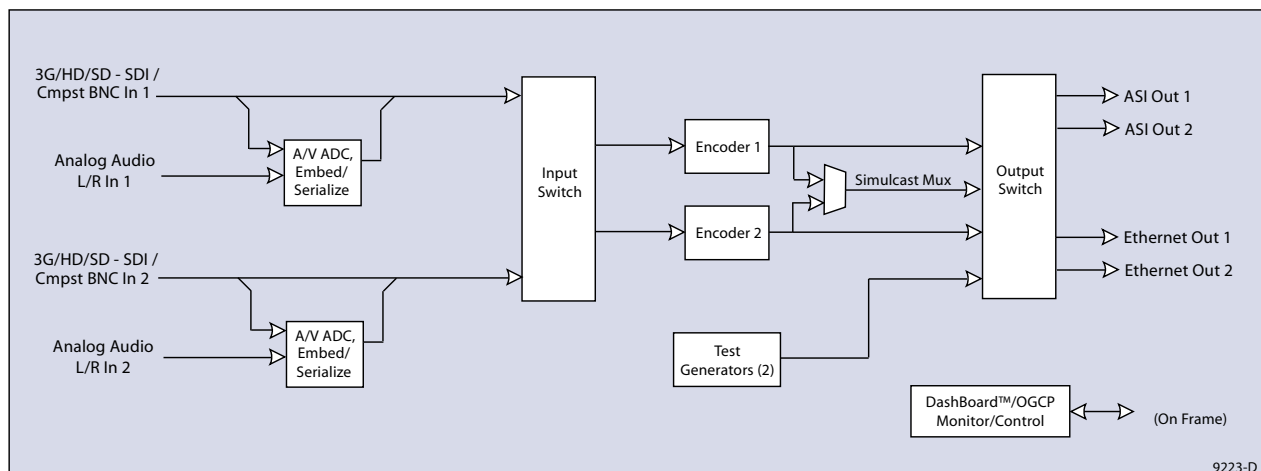 3G/HD/SD - SDI /
Cmpst BNC In 1
Analog Audio
L/R In 1
A/V ADC,
Embed/
Serialize
3G/HD/SD - SDI /
Cmpst BNC In 2
Analog Audio
L/R In 2
A/V ADC,
Embed/
Serialize
Input
Switch
Encoder 1
Encoder 2
Simulcast Mux
Test
Generators (2)
Output
Switch
ASI Out 1
ASI Out 2
Ethernet Out 1
Ethernet Out 2
DashBoard™/OGCP
Monitor/Control
(On Frame)
9223-D